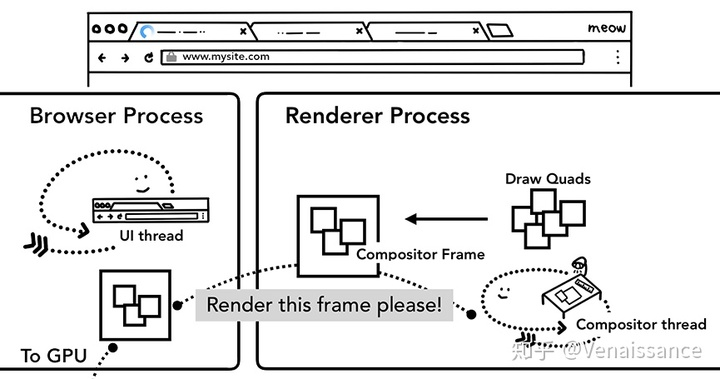 meow
www.mysite.com
Browser Process
Renderer Process
Draw Quads
UI thread
Compositor Frame
Render this frame please!
Compositor thread
To GPU
知乎 @Venaissance